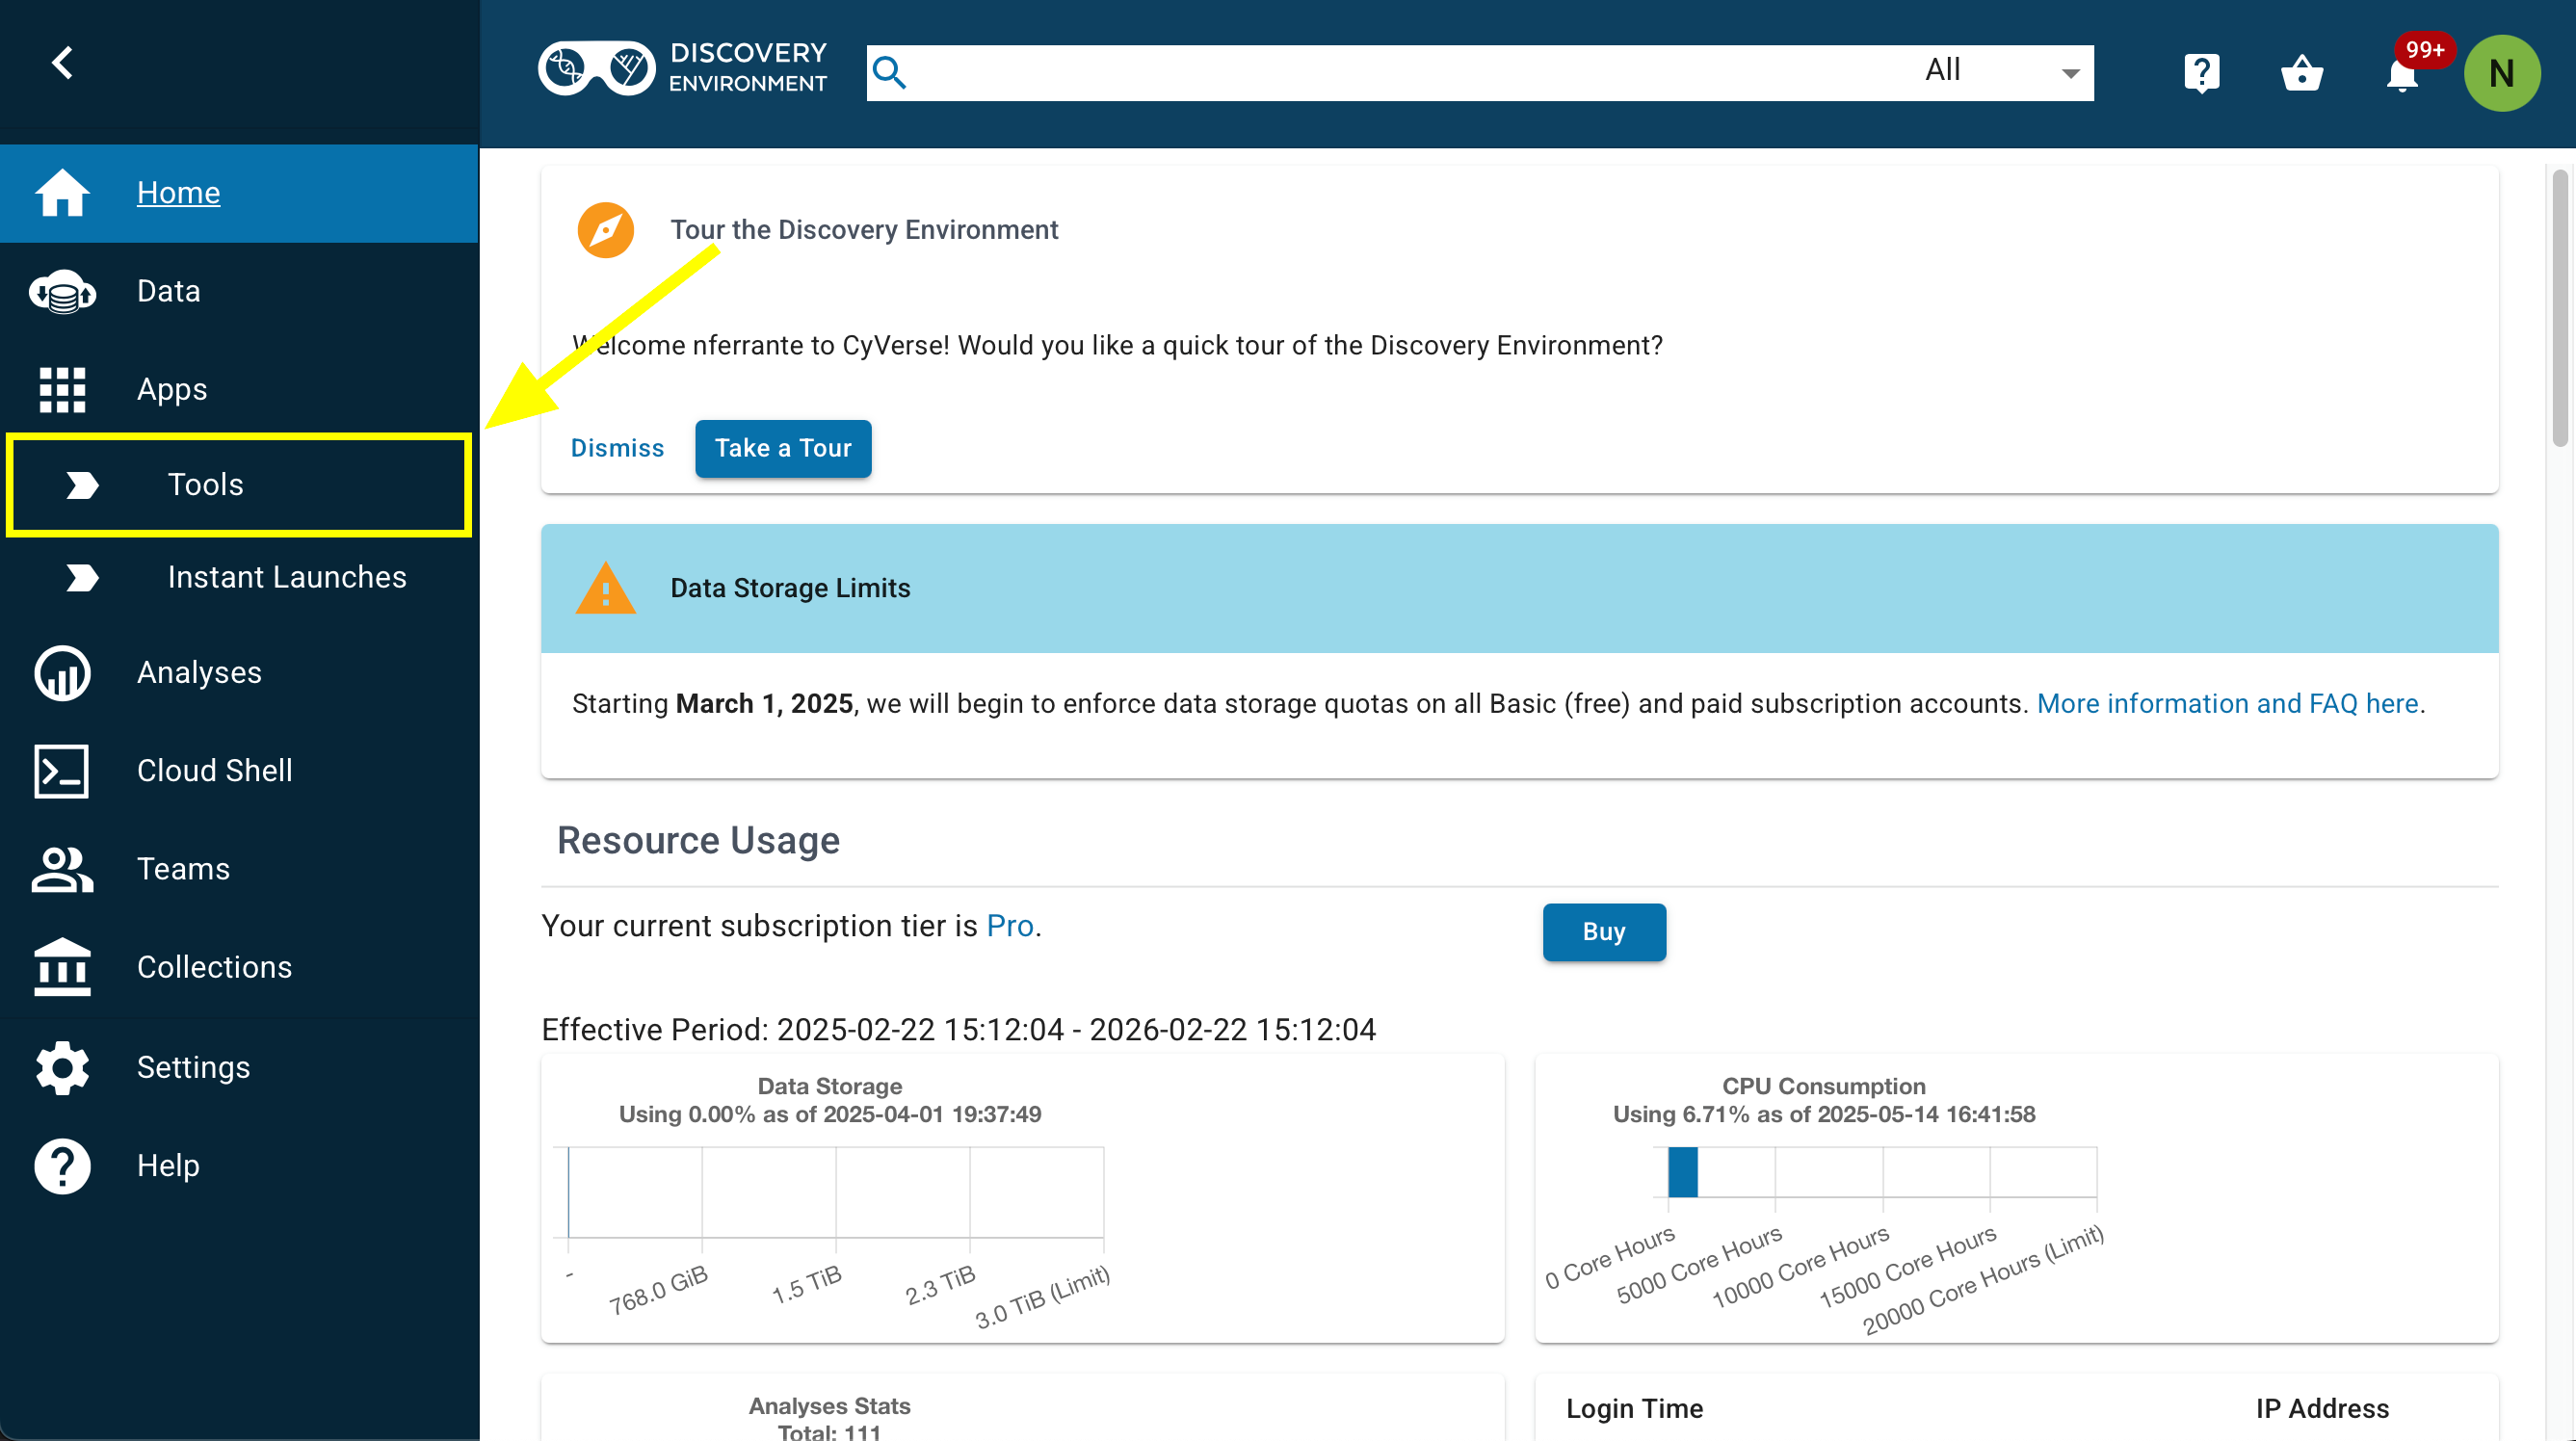 DISCOVERY
ENVIRONMENT
All
99+
N
Home
Data
Apps
Tools
Instant Launches
Analyses
Cloud Shell
Teams
Collections
Settings
Help
Tour the Discovery Environment
Welcome nferrante to CyVerse! Would you like a quick tour of the Discovery Environment?
Dismiss
Take a Tour
Data Storage Limits
Starting March 1, 2025, we will begin to enforce data storage quotas on all Basic (free) and paid subscription accounts. More information and FAQ here.
Resource Usage
Your current subscription tier is Pro.
Buy
Effective Period: 2025-02-22 15:12:04 - 2026-02-22 15:12:04
Data Storage
Using 0.00% as of 2025-04-01 19:37:49
-
768.0 GiB
1.5 TiB
2.3 TiB
3.0 TiB (Limit)
CPU Consumption
Using 6.71% as of 2025-05-14 16:41:58
0 Core Hours
5000 Core Hours
10000 Core Hours
15000 Core Hours
20000 Core Hours (Limit)
Analyses Stats
Total: 111
Login Time
IP Address